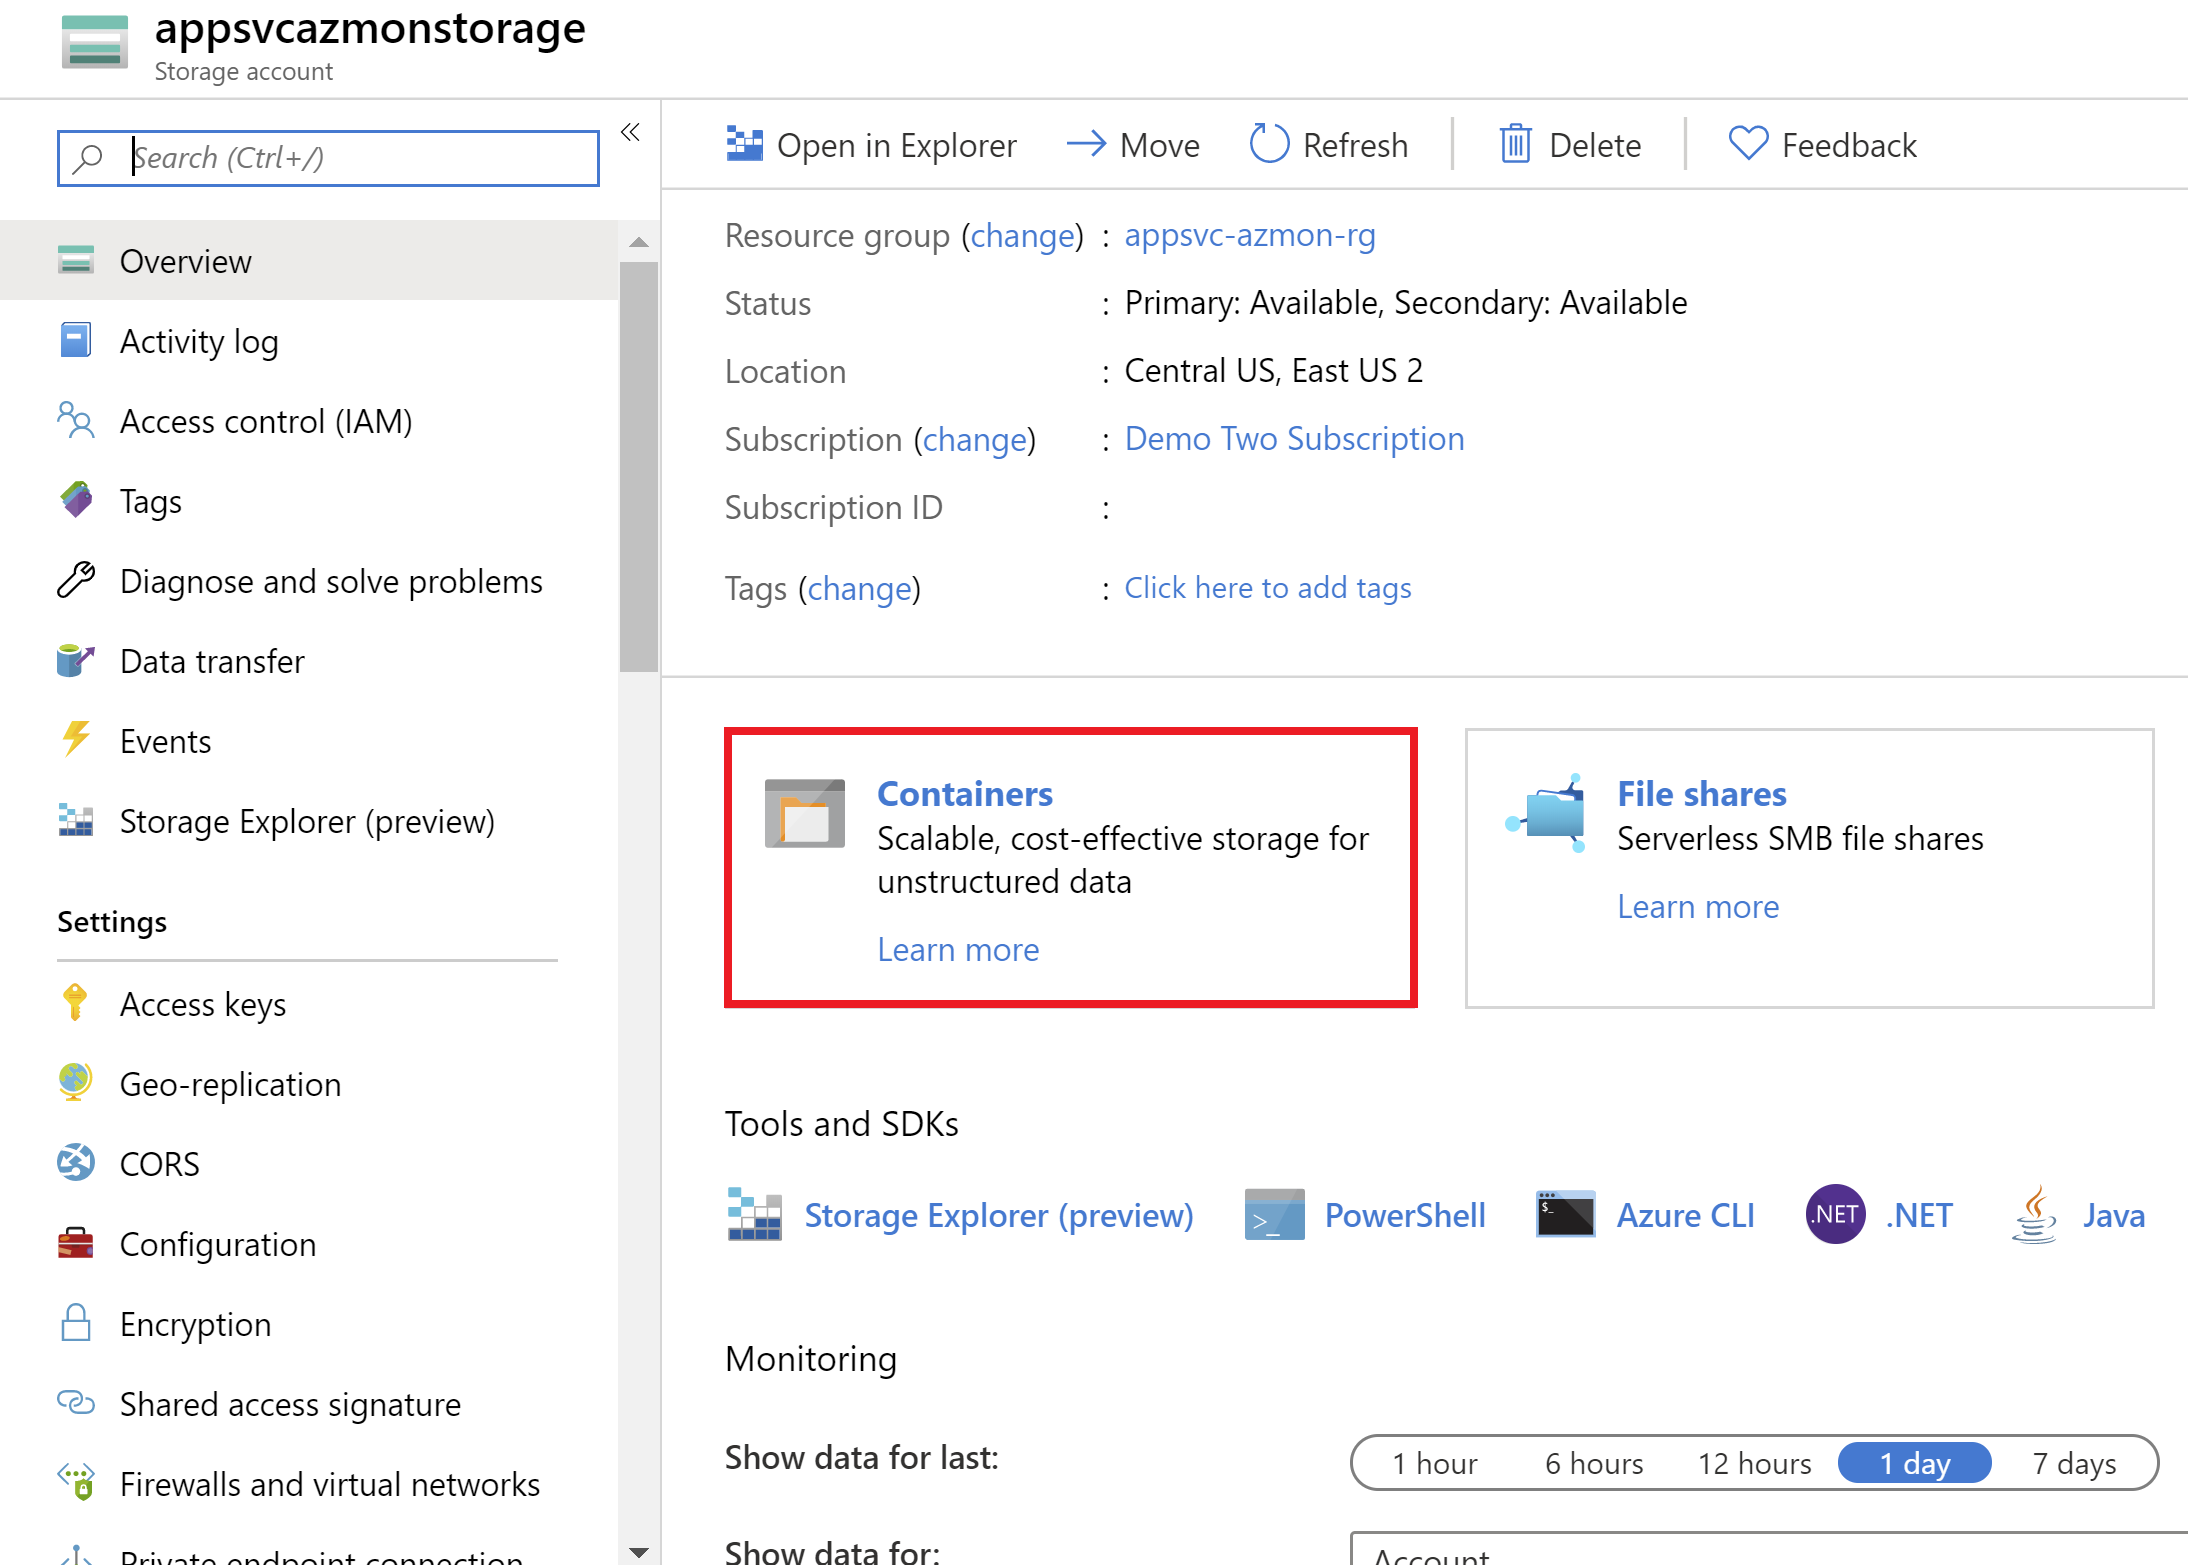 appsvcazmonstorage
Storage account
Search (Ctrl+/)
Overview
Activity log
Access control (IAM)
Tags
Diagnose and solve problems
Data transfer
Events
Storage Explorer (preview)
Settings
Access keys
Geo-replication
CORS
Configuration
Encryption
Shared access signature
Firewalls and virtual networks
Private endpoint connection
Open in Explorer Move Refresh Delete Feedback
Resource group (change) : appsvc-azmon-rg
Status : Primary: Available, Secondary: Available
Location : Central US, East US 2
Subscription (change) : Demo Two Subscription
Subscription ID :
Tags (change) : Click here to add tags
Containers
Scalable, cost-effective storage for
unstructured data
Learn more
File shares
Serverless SMB file shares
Learn more
Tools and SDKs
Storage Explorer (preview) PowerShell Azure CLI .NET .NET Java
Monitoring
Show data for last: 1 hour 6 hours 12 hours 1 day 7 days
Show data for: Account